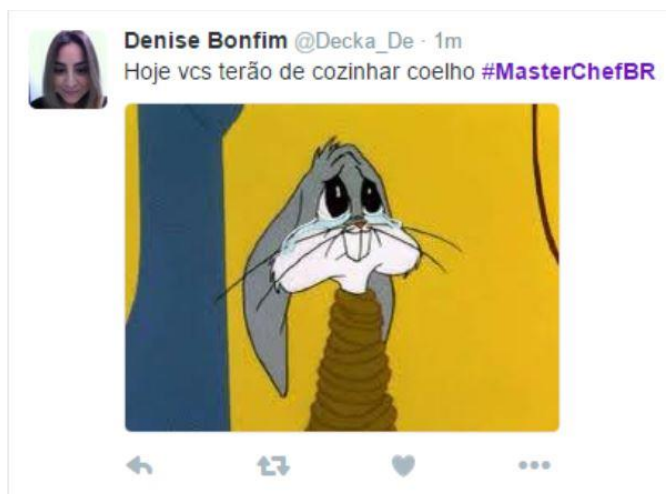 Denise Bonfim @Decka_De · 1m
Hoje vcs terão de cozinhar coelho #MasterChefBR